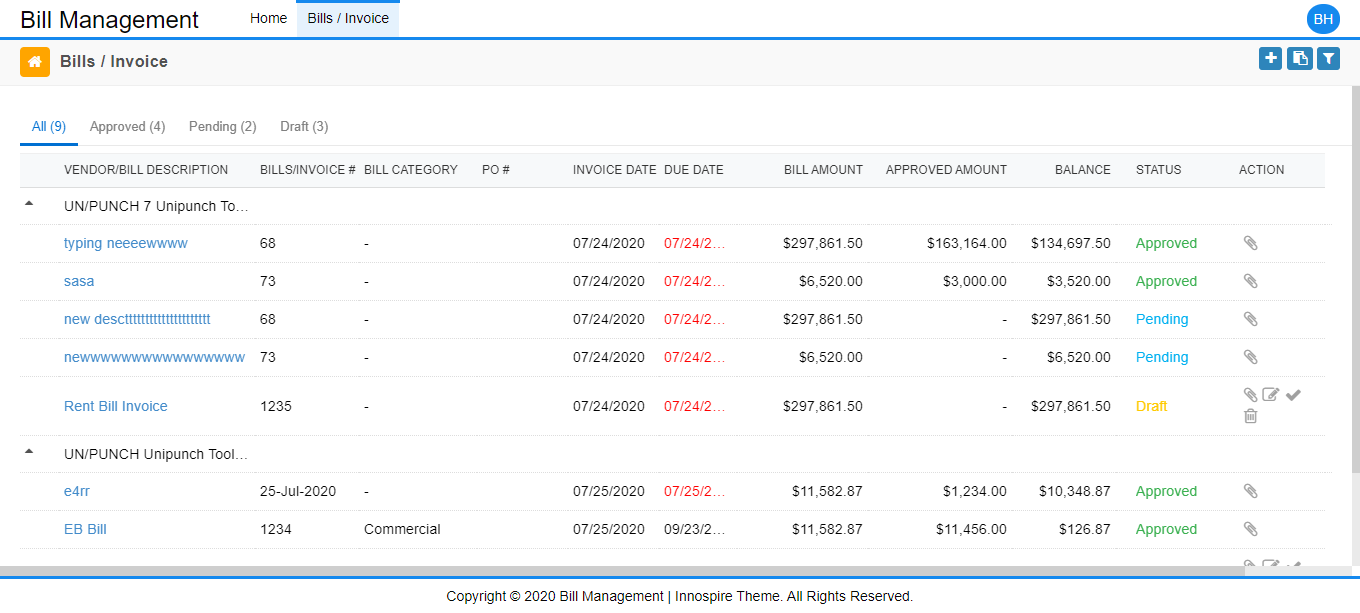 Bill Management Home Bills / Invoice BH
Bills / Invoice
All (9) Approved (4) Pending (2) Draft (3)
VENDOR/BILL DESCRIPTION BILLS/INVOICE # BILL CATEGORY PO # INVOICE DATE DUE DATE BILL AMOUNT APPROVED AMOUNT BALANCE STATUS ACTION
UN/PUNCH 7 Unipunch To...
typing neeeewwww 68 - 07/24/2020 07/24/2... $297,861.50 $163,164.00 $134,697.50 Approved
sasa 73 - 07/24/2020 07/24/2... $6,520.00 $3,000.00 $3,520.00 Approved
68 - 07/24/2020 07/24/2... $297,861.50 - $297,861.50 Pending
73 - 07/24/2020 07/24/2... $6,520.00 - $6,520.00 Pending
Rent Bill Invoice 1235 - 07/24/2020 07/24/2... $297,861.50 - $297,861.50 Draft
UN/PUNCH Unipunch Tool...
e4rr 25-Jul-2020 - 07/25/2020 07/25/2... $11,582.87 $1,234.00 $10,348.87 Approved
EB Bill 1234 Commercial 07/25/2020 09/23/2... $11,582.87 $11,456.00 $126.87 Approved
Copyright © 2020 Bill Management | Innospire Theme. All Rights Reserved.